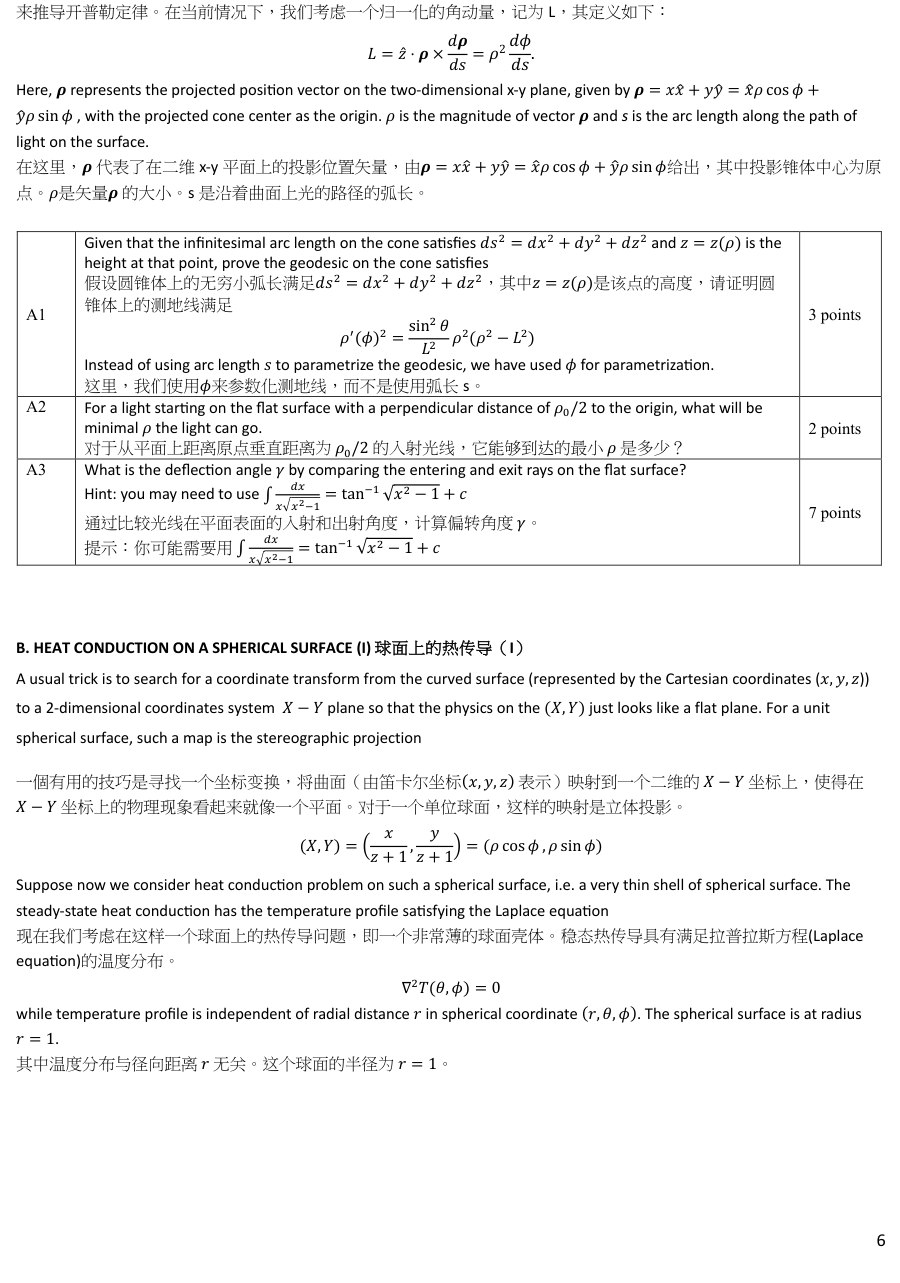 来推导开普勒定律。在当前情况下，我们考虑一个归一化的角动量，记为 L，其定义如下：
L = ẑ · 𝝆 × d𝝆/ds = ρ² dϕ/ds.
Here, 𝝆 represents the projected position vector on the two-dimensional x-y plane, given by 𝝆 = xx̂ + yŷ = x̂ρ cos ϕ +
ŷρ sin ϕ , with the projected cone center as the origin. ρ is the magnitude of vector 𝝆 and s is the arc length along the path of
light on the surface.
在这里，𝝆 代表了在二维 x-y 平面上的投影位置矢量，由𝝆 = xx̂ + yŷ = x̂ρ cos ϕ + ŷρ sin ϕ给出，其中投影锥体中心为原
点。ρ是矢量𝝆 的大小。s 是沿着曲面上光的路径的弧长。
A1
Given that the infinitesimal arc length on the cone satisfies ds² = dx² + dy² + dz² and z = z(ρ) is the
height at that point, prove the geodesic on the cone satisfies
假设圆锥体上的无穷小弧长满足ds² = dx² + dy² + dz²，其中z = z(ρ)是该点的高度，请证明圆
锥体上的测地线满足
ρ′(ϕ)² = sin² θ/L² ρ²(ρ² − L²)
Instead of using arc length s to parametrize the geodesic, we have used ϕ for parametrization.
这里，我们使用ϕ来参数化测地线，而不是使用弧长 s。
3 points
A2
For a light starting on the flat surface with a perpendicular distance of ρ₀/2 to the origin, what will be
minimal ρ the light can go.
对于从平面上距离原点垂直距离为 ρ₀/2 的入射光线，它能够到达的最小 ρ 是多少？
2 points
A3
What is the deflection angle γ by comparing the entering and exit rays on the flat surface?
Hint: you may need to use ∫ dx/(x√(x²−1)) = tan⁻¹ √(x² − 1) + c
通过比较光线在平面表面的入射和出射角度，计算偏转角度 γ。
提示：你可能需要用 ∫ dx/(x√(x²−1)) = tan⁻¹ √(x² − 1) + c
7 points
B. HEAT CONDUCTION ON A SPHERICAL SURFACE (I) 球面上的热传导（I）
A usual trick is to search for a coordinate transform from the curved surface (represented by the Cartesian coordinates (x, y, z))
to a 2-dimensional coordinates system X − Y plane so that the physics on the (X, Y) just looks like a flat plane. For a unit
spherical surface, such a map is the stereographic projection
一個有用的技巧是寻找一个坐标变换，将曲面（由笛卡尔坐标(x, y, z) 表示）映射到一个二维的 X − Y 坐标上，使得在
X − Y 坐标上的物理现象看起来就像一个平面。对于一个单位球面，这样的映射是立体投影。
(X, Y) = (x/(z + 1), y/(z + 1)) = (ρ cos ϕ , ρ sin ϕ)
Suppose now we consider heat conduction problem on such a spherical surface, i.e. a very thin shell of spherical surface. The
steady-state heat conduction has the temperature profile satisfying the Laplace equation
现在我们考虑在这样一个球面上的热传导问题，即一个非常薄的球面壳体。稳态热传导具有满足拉普拉斯方程(Laplace
equation)的温度分布。
∇²T(θ, ϕ) = 0
while temperature profile is independent of radial distance r in spherical coordinate (r, θ, ϕ). The spherical surface is at radius
r = 1.
其中温度分布与径向距离 r 无关。这个球面的半径为 r = 1。
6